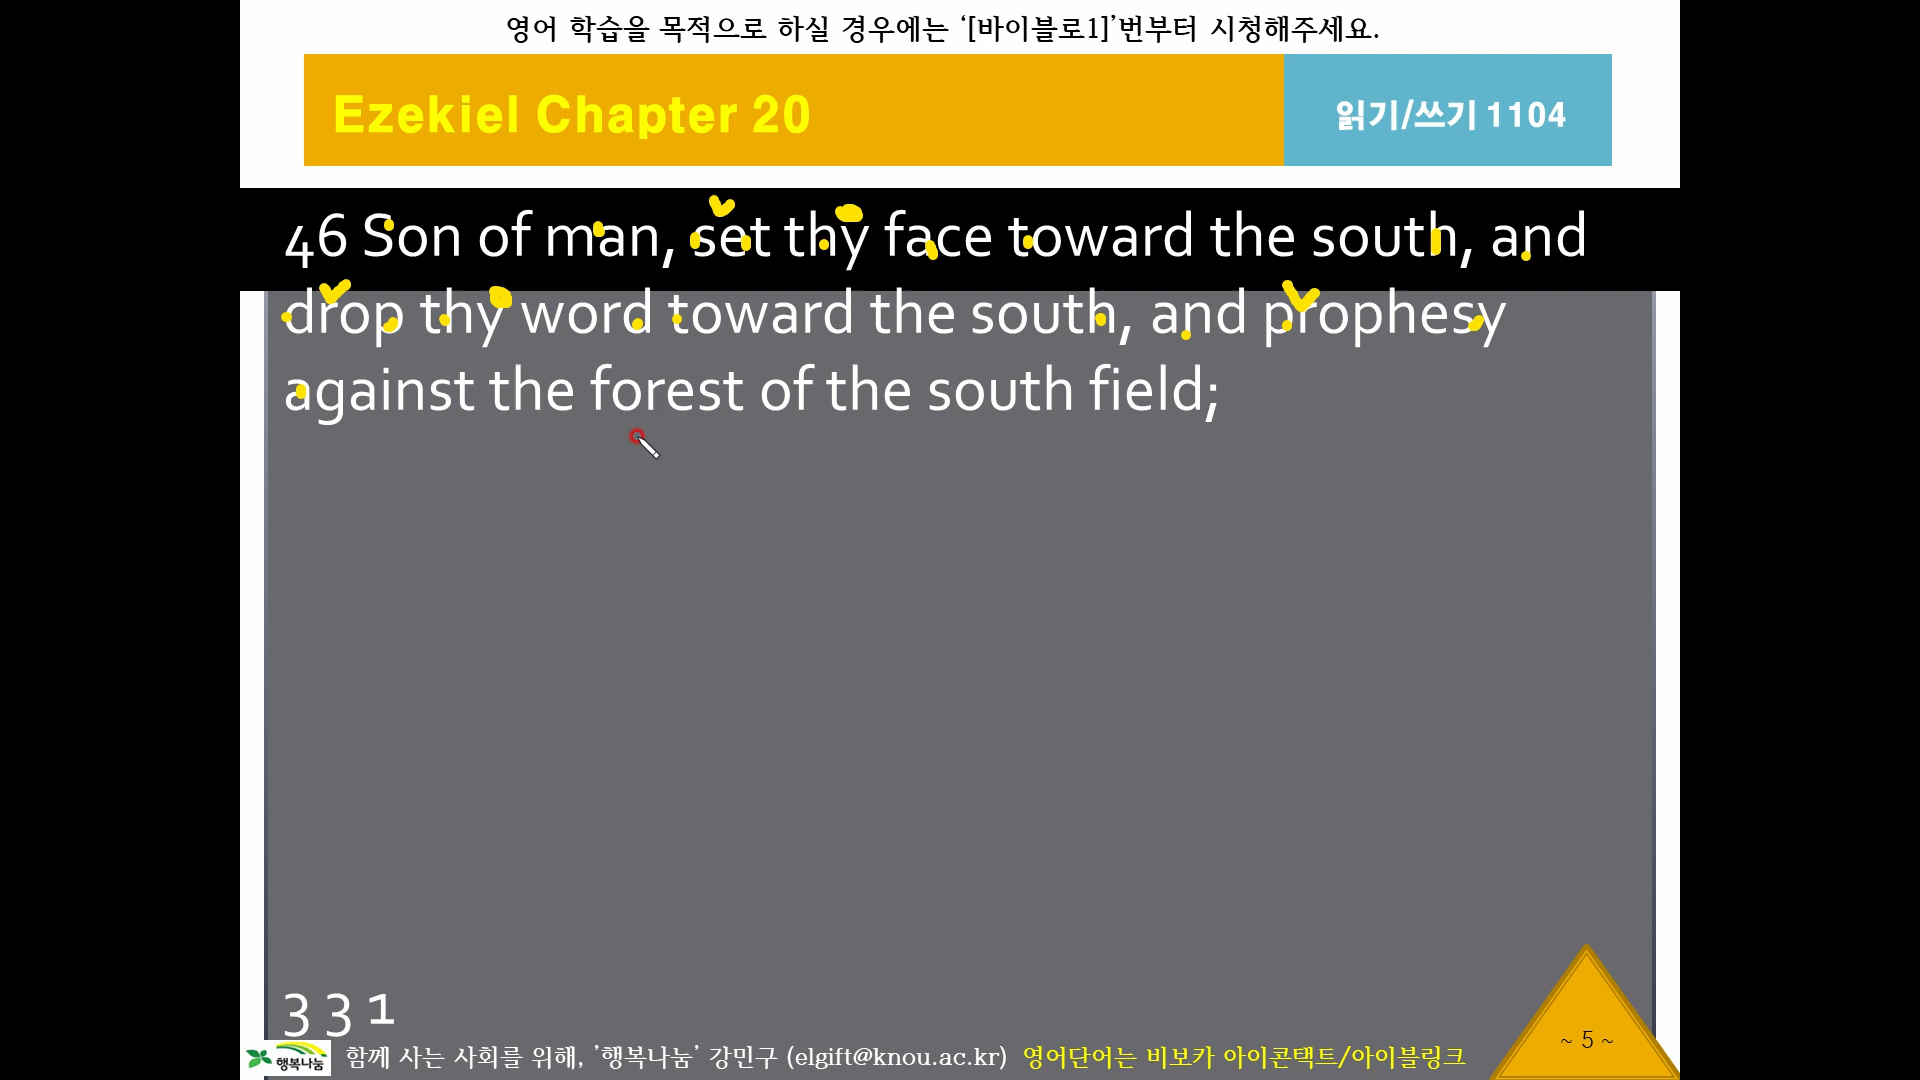 영어 학습을 목적으로 하실 경우에는 ‘[바이블로1]’번부터 시청해주세요.
Ezekiel Chapter 20
읽기/쓰기 1104
46 Son of man, set thy face toward the south, and
drop thy word toward the south, and prophesy
against the forest of the south field;
3 3 1
행복나눔
함께 사는 사회를 위해, ’행복나눔’ 강민구 (elgift@knou.ac.kr) 영어단어는 비보카 아이콘택트/아이블링크
~ 5 ~